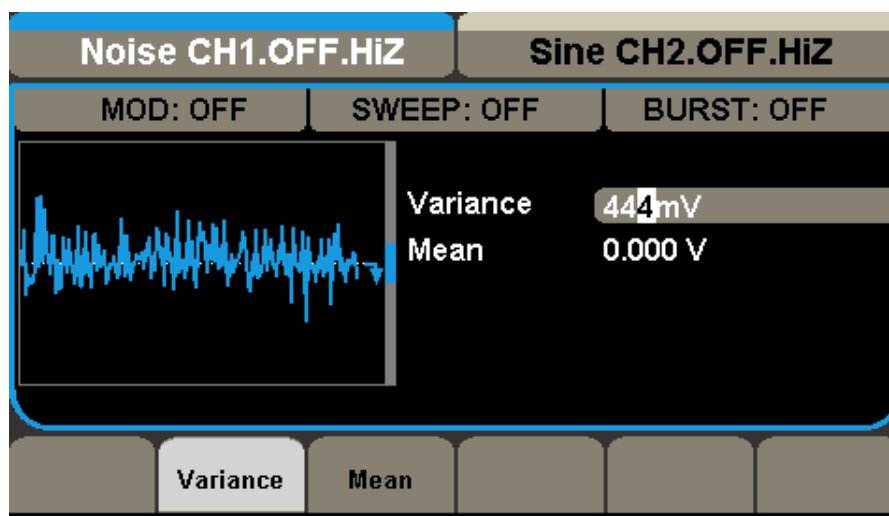 Noise CH1.OFF.HiZ Sine CH2.OFF.HiZ
MOD: OFF SWEEP: OFF BURST: OFF
Variance 444mV
Mean 0.000 V
Variance Mean